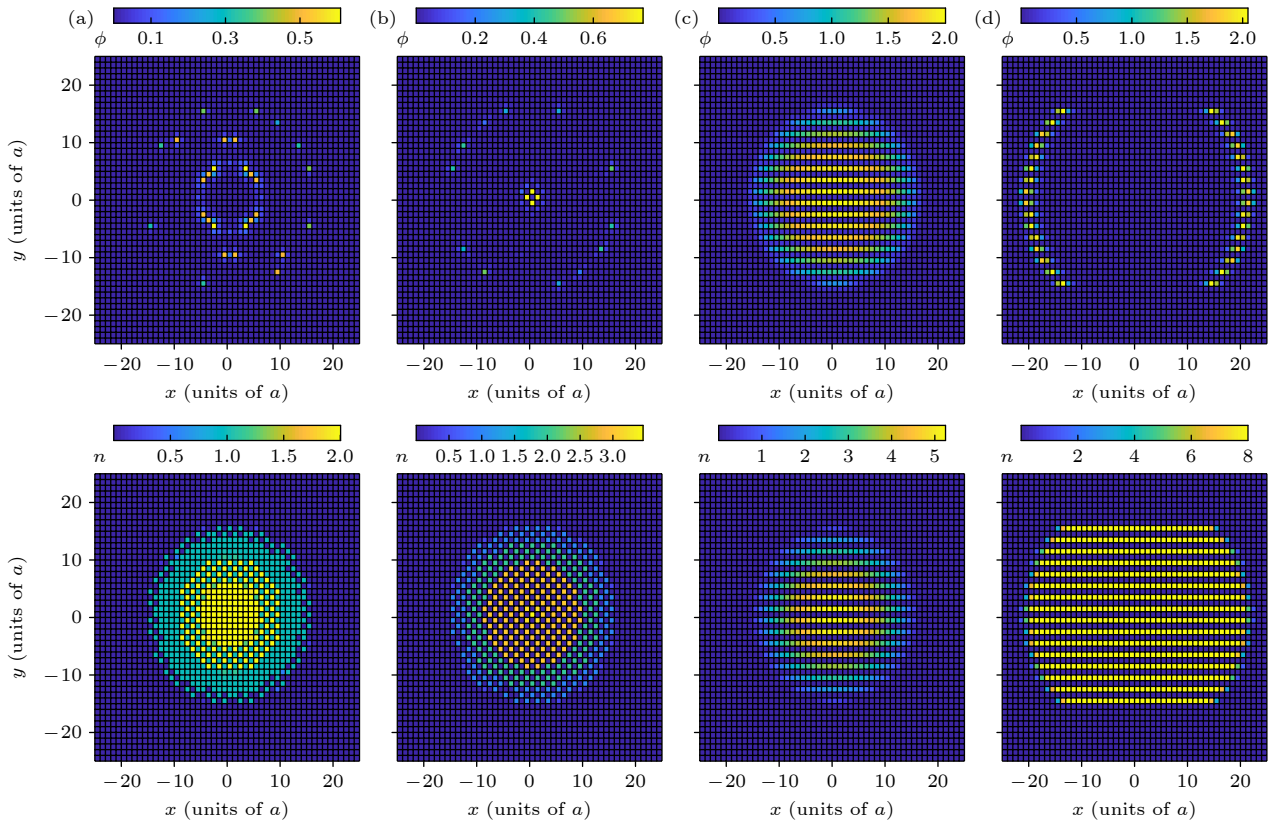 (a) (b) (c) (d)
ϕ 0.1 0.3 0.5 ϕ 0.2 0.4 0.6 ϕ 0.5 1.0 1.5 2.0 ϕ 0.5 1.0 1.5 2.0
20
10
0
−10
−20
y (units of a)
−20 −10 0 10 20 −20 −10 0 10 20 −20 −10 0 10 20 −20 −10 0 10 20
x (units of a) x (units of a) x (units of a) x (units of a)
n 0.5 1.0 1.5 2.0 n 0.5 1.0 1.5 2.0 2.5 3.0 n 1 2 3 4 5 n 2 4 6 8
20
10
0
−10
−20
y (units of a)
−20 −10 0 10 20 −20 −10 0 10 20 −20 −10 0 10 20 −20 −10 0 10 20
x (units of a) x (units of a) x (units of a) x (units of a)